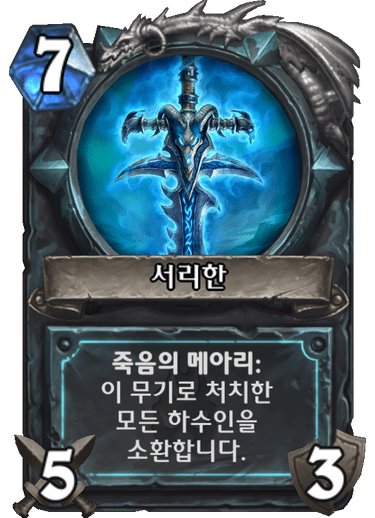 7
서리한
죽음의 메아리:
이 무기로 처치한
모든 하수인을
소환합니다.
5
3